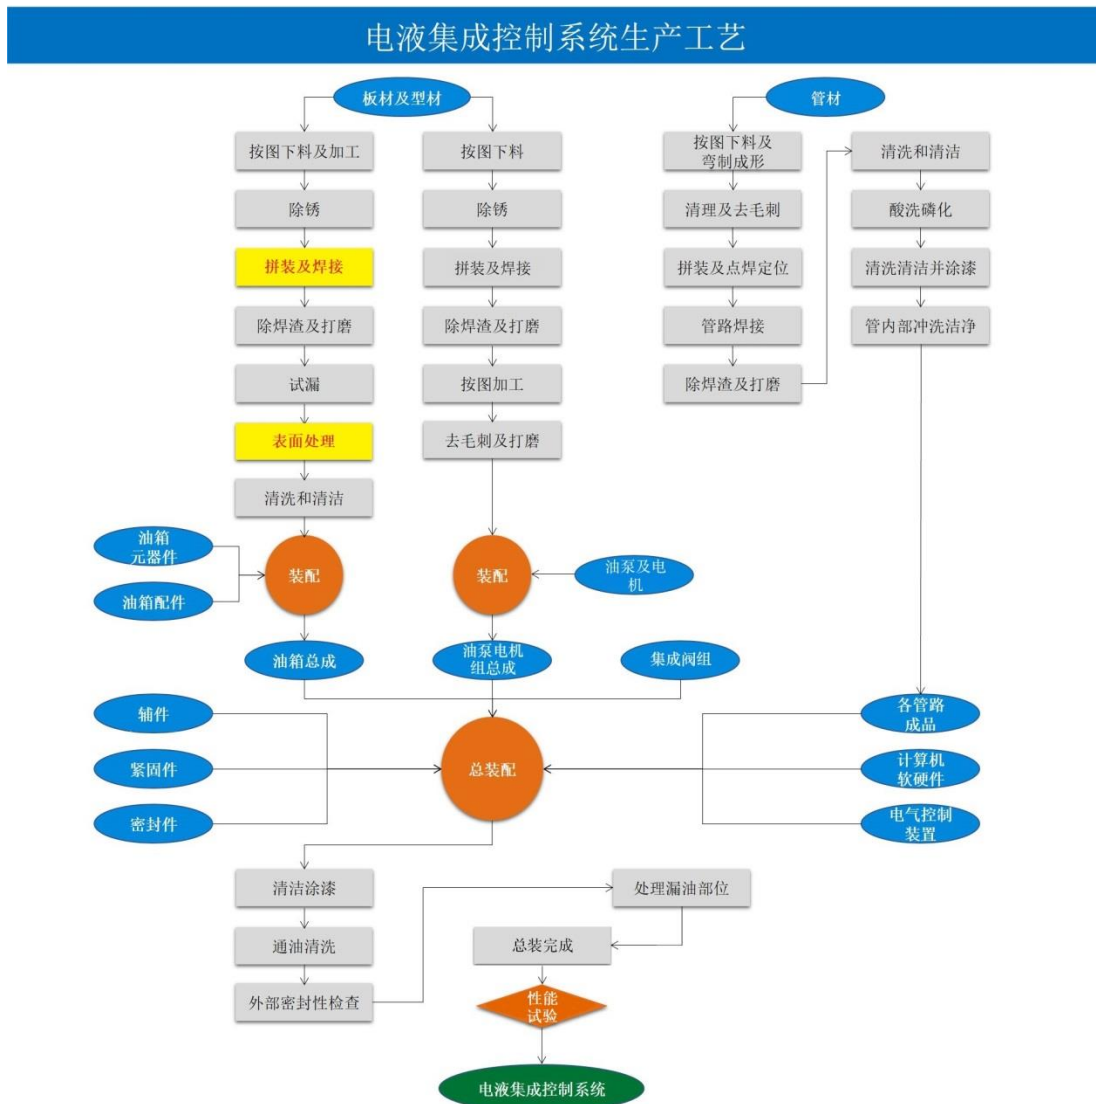 电液集成控制系统生产工艺
板材及型材
管材
按图下料及加工
除锈
拼装及焊接
除焊渣及打磨
试漏
表面处理
清洗和清洁
按图下料
除锈
拼装及焊接
除焊渣及打磨
按图加工
去毛刺及打磨
按图下料及
弯制成形
清理及去毛刺
拼装及点焊定位
管路焊接
除焊渣及打磨
清洗和清洁
酸洗磷化
清洗清洁并涂漆
管内部冲洗洁净
油箱
元器件
油箱配件
装配
装配
油泵及电
机
油箱总成
油泵电机
组总成
集成阀组
辅件
紧固件
密封件
总装配
各管路
成品
计算机
软硬件
电气控制
装置
清洁涂漆
通油清洗
外部密封性检查
处理漏油部位
总装完成
性能
试验
电液集成控制系统